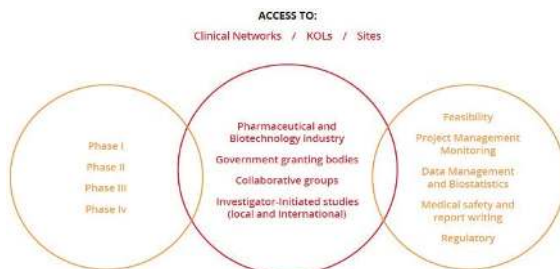 ACCESS TO:
Clinical Networks / KOLs / Sites
Phase I
Phase II
Phase III
Phase Iv
Pharmaceutical and
Biotechnology industry
Government granting bodies
Collaborative groups
Investigator-Initiated studies
(local and international)
Feasibility
Project Management
Monitoring
Data Management
and Biostatistics
Medical safety and
report writing
Regulatory